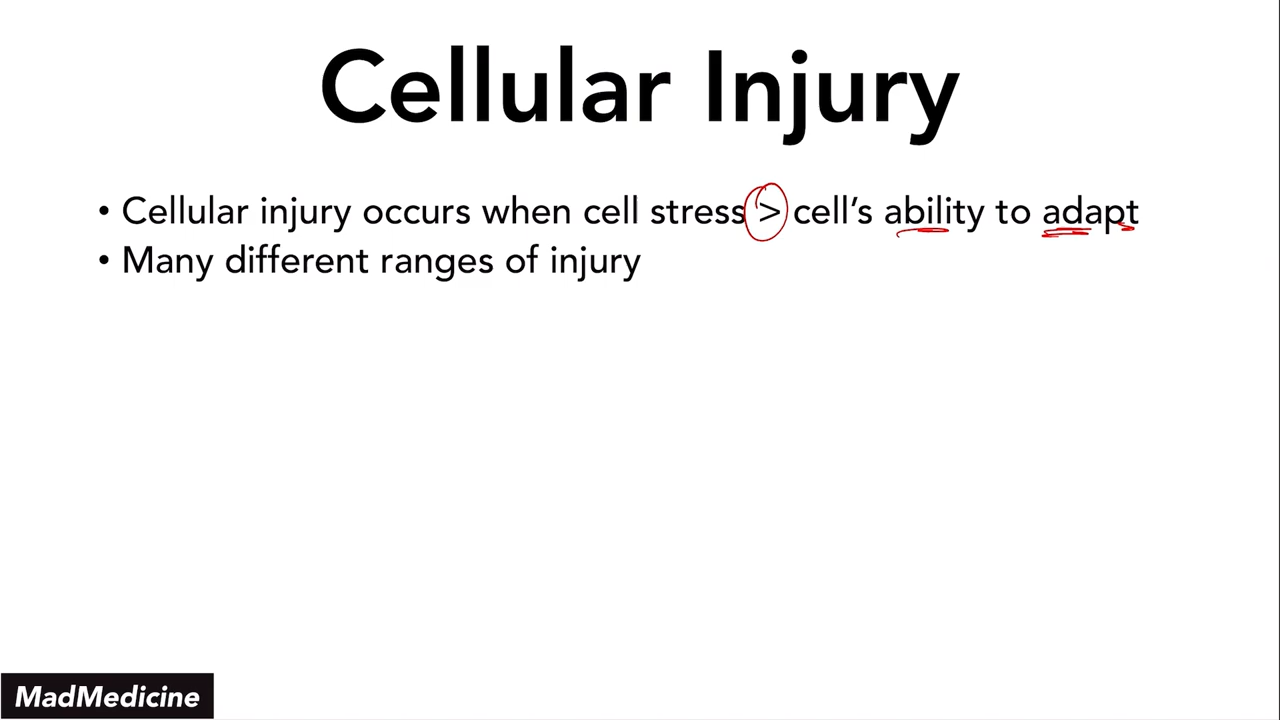 Cellular Injury
• Cellular injury occurs when cell stress > cell’s ability to adapt
• Many different ranges of injury
MadMedicine